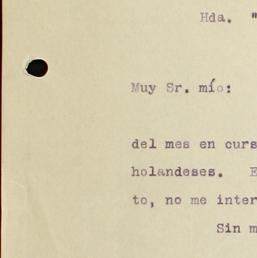 Hda. "
Muy Sr. mío:
del mes en curs
holandeses. E
to, no me inter
Sin m